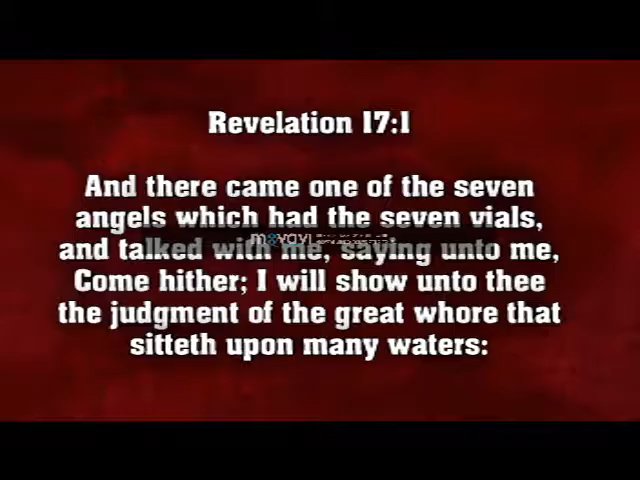 Revelation 17:1
And there came one of the seven
angels which had the seven vials,
and talked with me, saying unto me,
Come hither; I will show unto thee
the judgment of the great whore that
sitteth upon many waters: